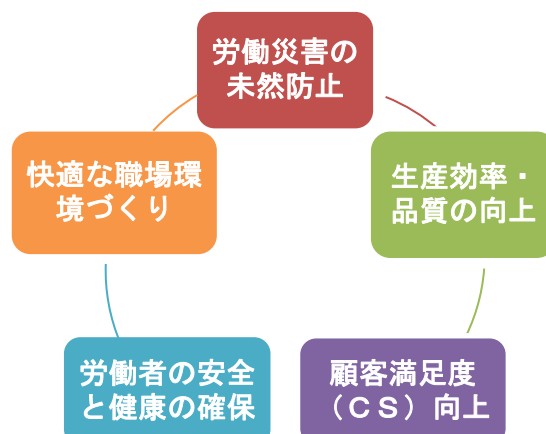 労働災害の
未然防止
快適な職場環
境づくり
生産効率・
品質の向上
労働者の安全
と健康の確保
顧客満足度
（ＣＳ）向上